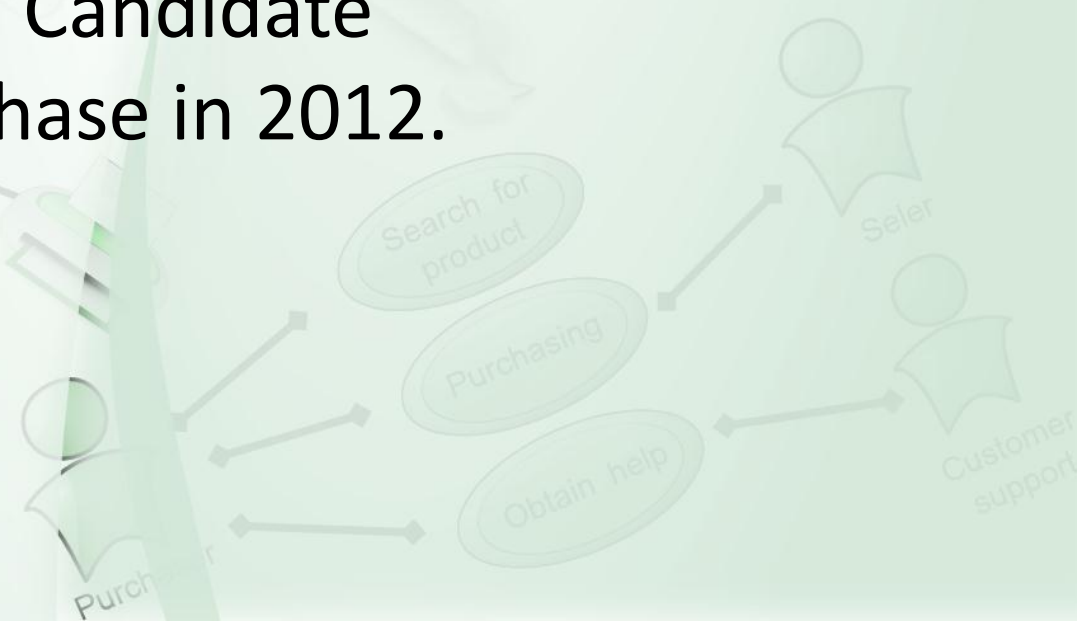 Candidate
hase in 2012.
Search for
product
Seler
Purchasing
Obtain help
Customer
support